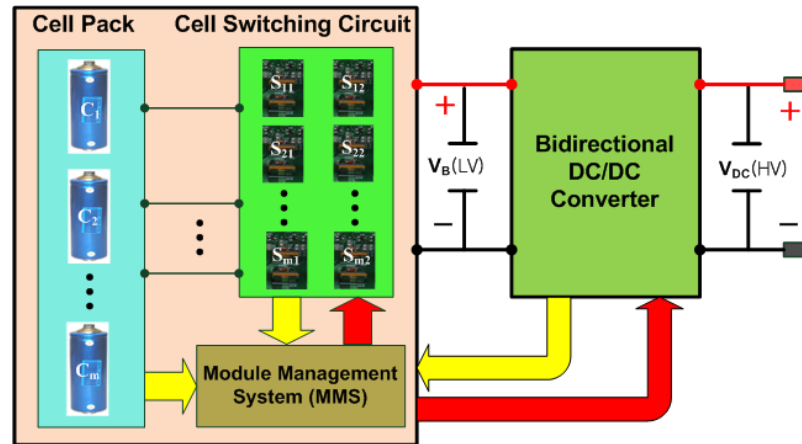 Cell Pack
Cell Switching Circuit
C1
C2
Cm
S11
S12
S21
S22
Sm1
Sm2
Module Management
System (MMS)
+
VB(LV)
−
Bidirectional
DC/DC
Converter
+
VDC(HV)
−